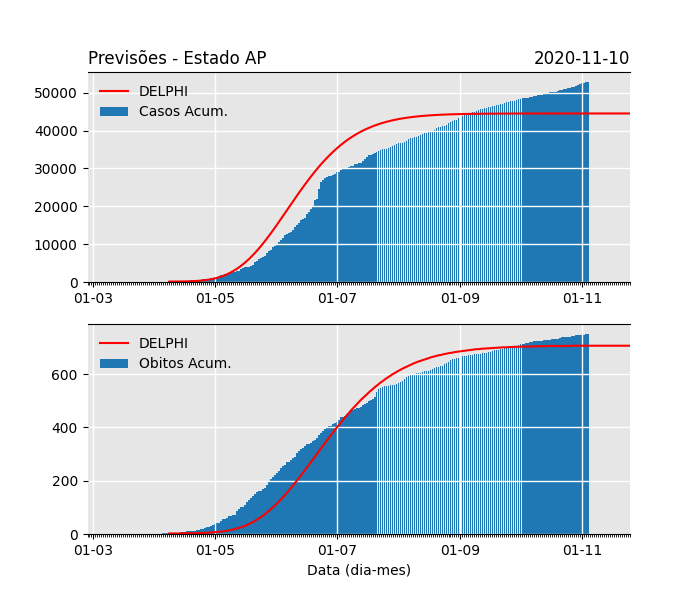 Previsões - Estado AP 2020-11-10
DELPHI
Casos Acum.
50000
40000
30000
20000
10000
0
01-03 01-05 01-07 01-09 01-11
DELPHI
Obitos Acum.
600
400
200
0
01-03 01-05 01-07 01-09 01-11
Data (dia-mes)